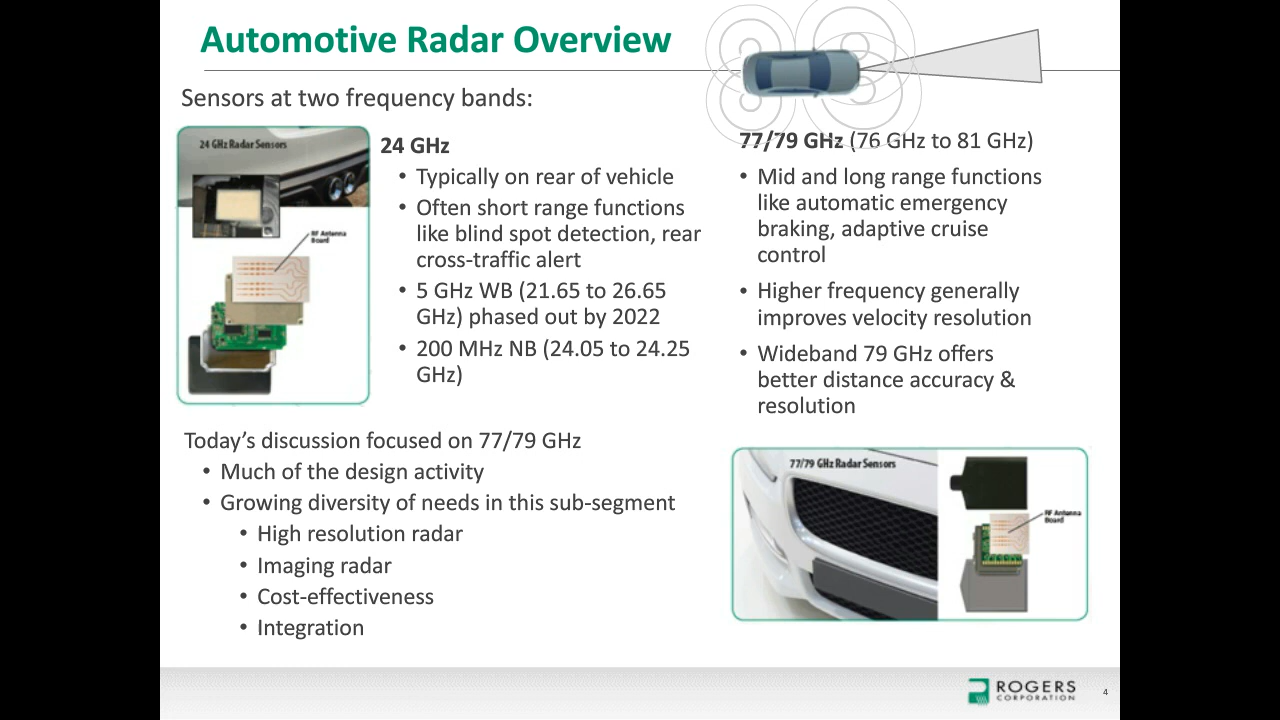 Automotive Radar Overview
Sensors at two frequency bands:
24 GHz Radar Sensors
RF Antenna
Board
24 GHz
• Typically on rear of vehicle
• Often short range functions
like blind spot detection, rear
cross-traffic alert
• 5 GHz WB (21.65 to 26.65
GHz) phased out by 2022
• 200 MHz NB (24.05 to 24.25
GHz)
77/79 GHz (76 GHz to 81 GHz)
• Mid and long range functions
like automatic emergency
braking, adaptive cruise
control
• Higher frequency generally
improves velocity resolution
• Wideband 79 GHz offers
better distance accuracy &
resolution
Today’s discussion focused on 77/79 GHz
• Much of the design activity
• Growing diversity of needs in this sub-segment
• High resolution radar
• Imaging radar
• Cost-effectiveness
• Integration
77/79 GHz Radar Sensors
RF Antenna
Board
ROGERS
CORPORATION
4